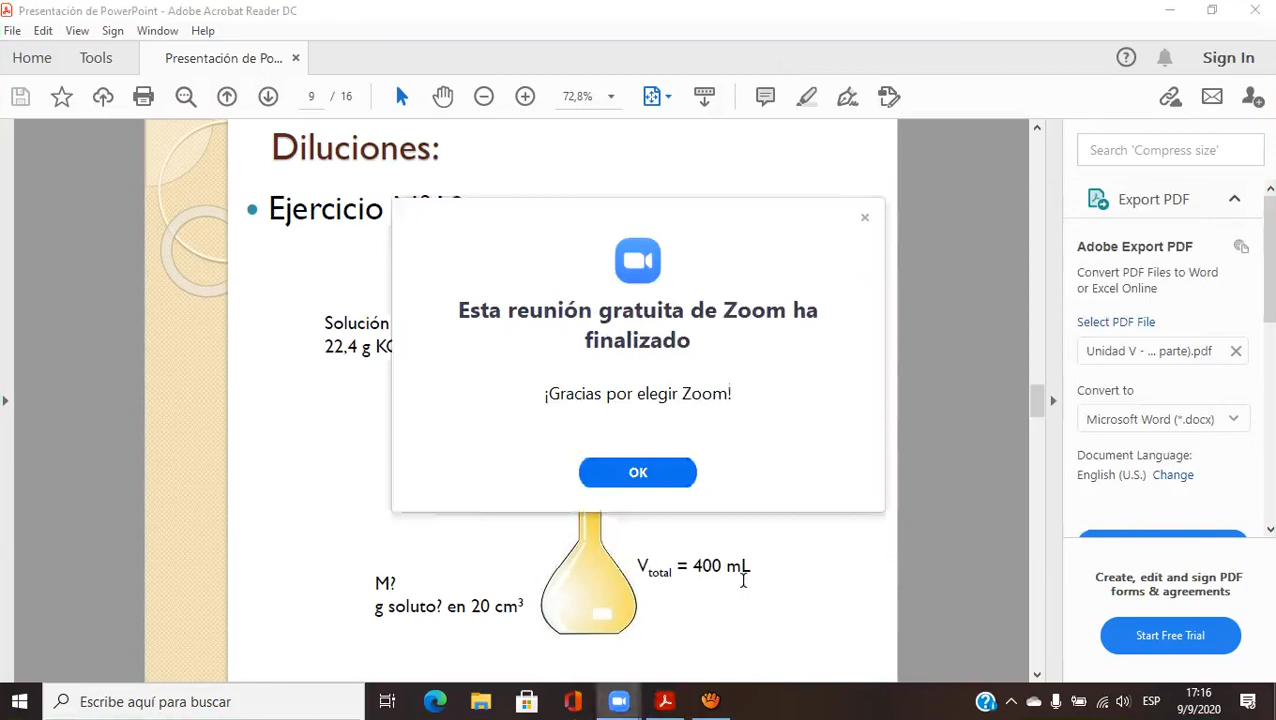 Presentación de PowerPoint - Adobe Acrobat Reader DC
File Edit View Sign Window Help
Home Tools Presentación de Po... × Sign In
9 / 16 72,8%
Search 'Compress size'
Diluciones:
Export PDF
• Ejercicio
Adobe Export PDF
Convert PDF Files to Word
or Excel Online
Select PDF File
Unidad V - ... parte).pdf
Convert to
Microsoft Word (*.docx)
Document Language:
English (U.S.) Change
Solución
22,4 g
Esta reunión gratuita de Zoom ha
finalizado
¡Gracias por elegir Zoom!
OK
Vtotal = 400 mL
M?
g soluto? en 20 cm³
Create, edit and sign PDF
forms & agreements
Start Free Trial
Escribe aquí para buscar
ESP
17:16
9/9/2020